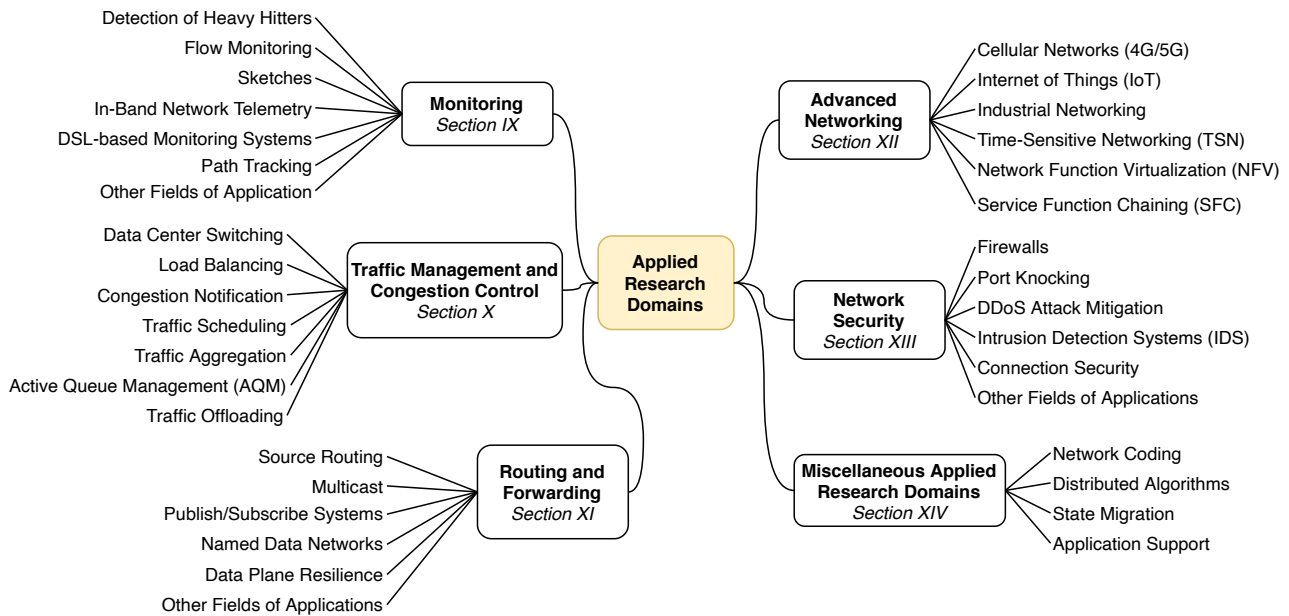 Detection of Heavy Hitters
Flow Monitoring
Sketches
In-Band Network Telemetry
DSL-based Monitoring Systems
Path Tracking
Other Fields of Application
Monitoring
Section IX
Data Center Switching
Load Balancing
Congestion Notification
Traffic Scheduling
Traffic Aggregation
Active Queue Management (AQM)
Traffic Offloading
Traffic Management and
Congestion Control
Section X
Source Routing
Multicast
Publish/Subscribe Systems
Named Data Networks
Data Plane Resilience
Other Fields of Applications
Routing and
Forwarding
Section XI
Applied
Research
Domains
Advanced
Networking
Section XII
Cellular Networks (4G/5G)
Internet of Things (IoT)
Industrial Networking
Time-Sensitive Networking (TSN)
Network Function Virtualization (NFV)
Service Function Chaining (SFC)
Network
Security
Section XIII
Firewalls
Port Knocking
DDoS Attack Mitigation
Intrusion Detection Systems (IDS)
Connection Security
Other Fields of Applications
Miscellaneous Applied
Research Domains
Section XIV
Network Coding
Distributed Algorithms
State Migration
Application Support